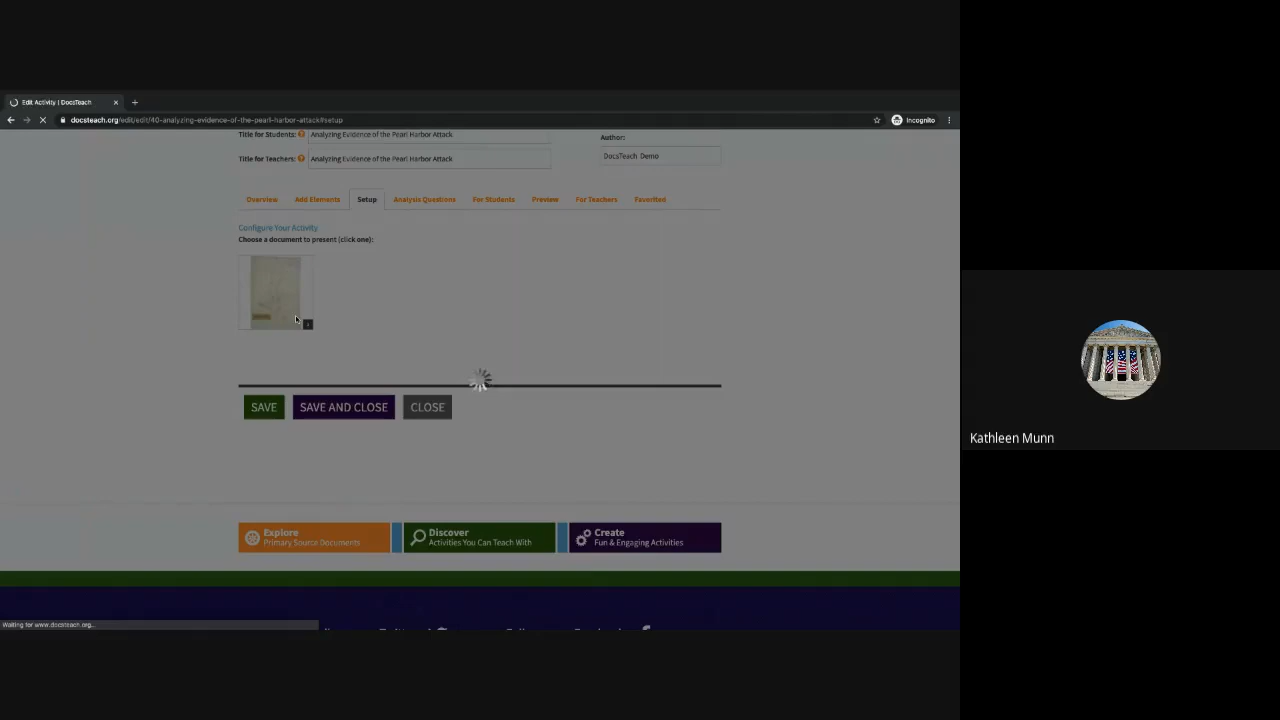 Edit Activity | DocsTeach
docsteach.org/edit/edit/40-analyzing-evidence-of-the-pearl-harbor-attack#setup
Incognito
Title for Students: Analyzing Evidence of the Pearl Harbor Attack
Author:
Title for Teachers: Analyzing Evidence of the Pearl Harbor Attack
DocsTeach Demo
Overview Add Elements Setup Analysis Questions For Students Preview For Teachers Favorited
Configure Your Activity
Choose a document to present (click one):
SAVE SAVE AND CLOSE CLOSE
Kathleen Munn
Explore
Primary Source Documents
Discover
Activities You Can Teach With
Create
Fun & Engaging Activities
Waiting for www.docsteach.org...